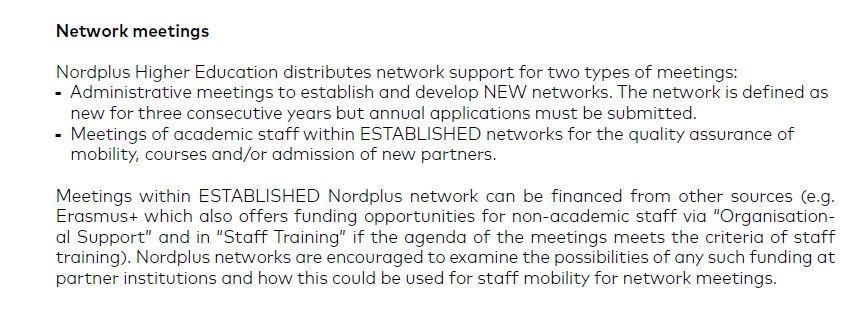 Network meetings
Nordplus Higher Education distributes network support for two types of meetings:
- Administrative meetings to establish and develop NEW networks. The network is defined as
new for three consecutive years but annual applications must be submitted.
- Meetings of academic staff within ESTABLISHED networks for the quality assurance of
mobility, courses and/or admission of new partners.
Meetings within ESTABLISHED Nordplus network can be financed from other sources (e.g.
Erasmus+ which also offers funding opportunities for non-academic staff via "Organisation-
al Support" and in "Staff Training" if the agenda of the meetings meets the criteria of staff
training). Nordplus networks are encouraged to examine the possibilities of any such funding at
partner institutions and how this could be used for staff mobility for network meetings.